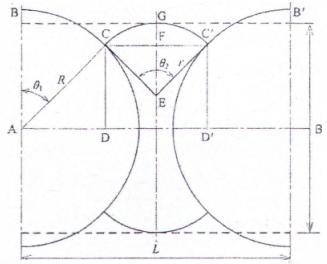 B G B'
C F C'
θ₁ R θ₂ r
E
A D D' B
L